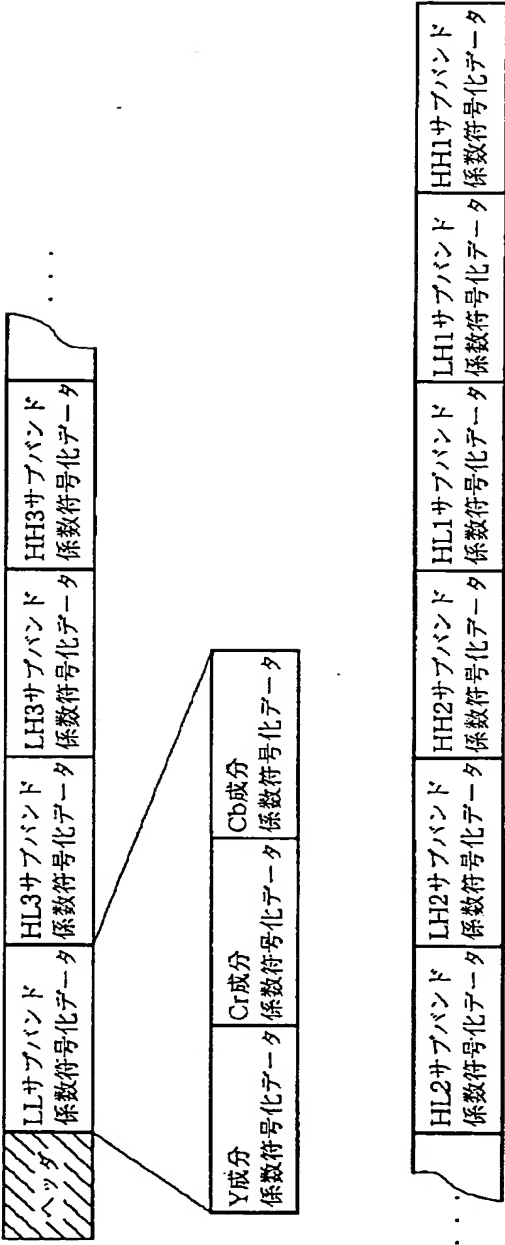 ヘッダ
LLサブバンド
係数符号化データ
HL3サブバンド
係数符号化データ
LH3サブバンド
係数符号化データ
HH3サブバンド
係数符号化データ
...
Y成分
係数符号化データ
Cr成分
係数符号化データ
Cb成分
係数符号化データ
...
HL2サブバンド
係数符号化データ
LH2サブバンド
係数符号化データ
HH2サブバンド
係数符号化データ
HL1サブバンド
係数符号化データ
LH1サブバンド
係数符号化データ
HH1サブバンド
係数符号化データ